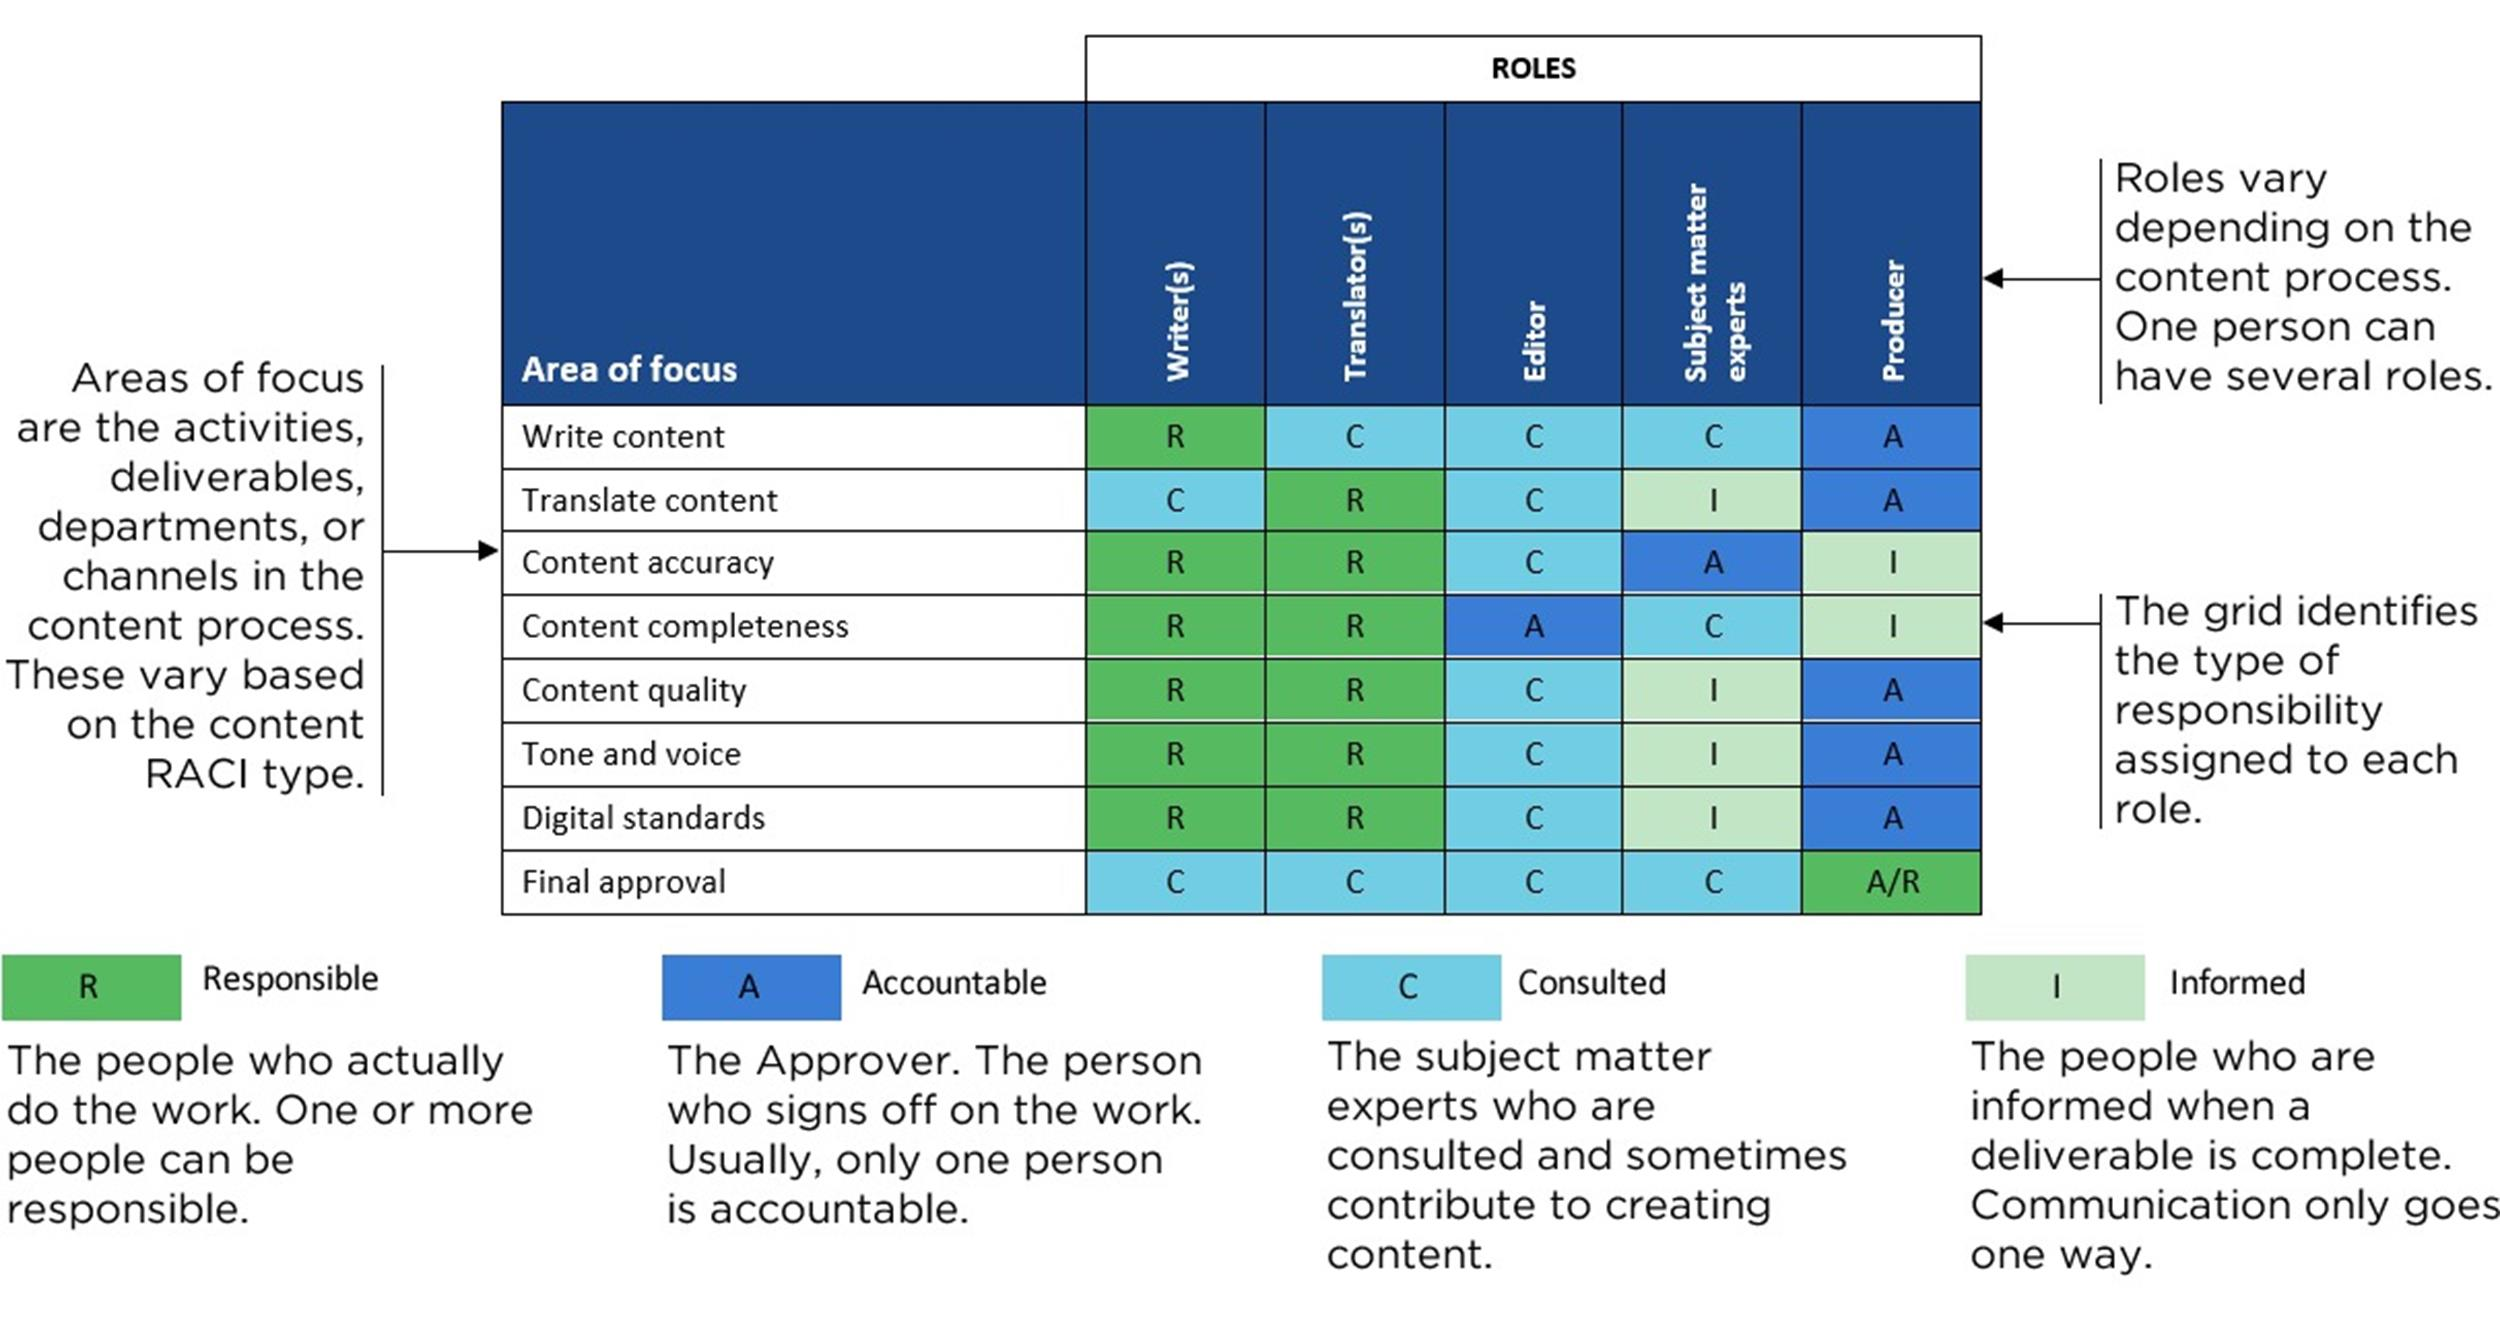 ROLES
Area of focus
Writer(s)
Translator(s)
Editor
Subject matter
experts
Producer
Write content R C C C A
Translate content C R C I A
Content accuracy R R C A I
Content completeness R R A C I
Content quality R R C I A
Tone and voice R R C I A
Digital standards R R C I A
Final approval C C C C A/R
Areas of focus
are the activities,
deliverables,
departments, or
channels in the
content process.
These vary based
on the content
RACI type.
Roles vary
depending on the
content process.
One person can
have several roles.
The grid identifies
the type of
responsibility
assigned to each
role.
R Responsible
The people who actually
do the work. One or more
people can be
responsible.
A Accountable
The Approver. The person
who signs off on the work.
Usually, only one person
is accountable.
C Consulted
The subject matter
experts who are
consulted and sometimes
contribute to creating
content.
I Informed
The people who are
informed when a
deliverable is complete.
Communication only goes
one way.